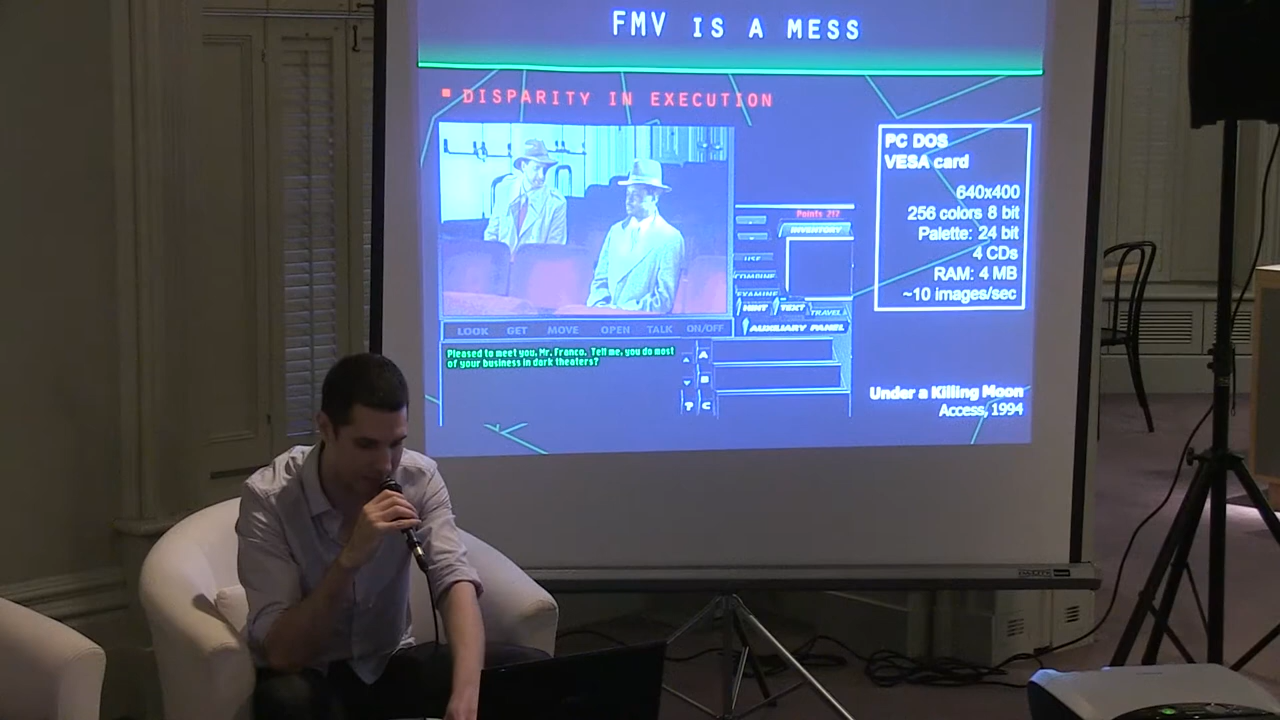 FMV IS A MESS
DISPARITY IN EXECUTION
PC DOS
VESA card
640x400
256 colors 8 bit
Palette: 24 bit
4 CDs
RAM: 4 MB
~10 images/sec
Points 217
INVENTORY
USE
COMBINE
EXAMINE
HINT TEXT TRAVEL
AUXILIARY PANEL
LOOK GET MOVE OPEN TALK ON/OFF
Pleased to meet you, Mr. Franco. Tell me, you do most
of your business in dark theaters?
A
B
? C
Under a Killing Moon
Access, 1994